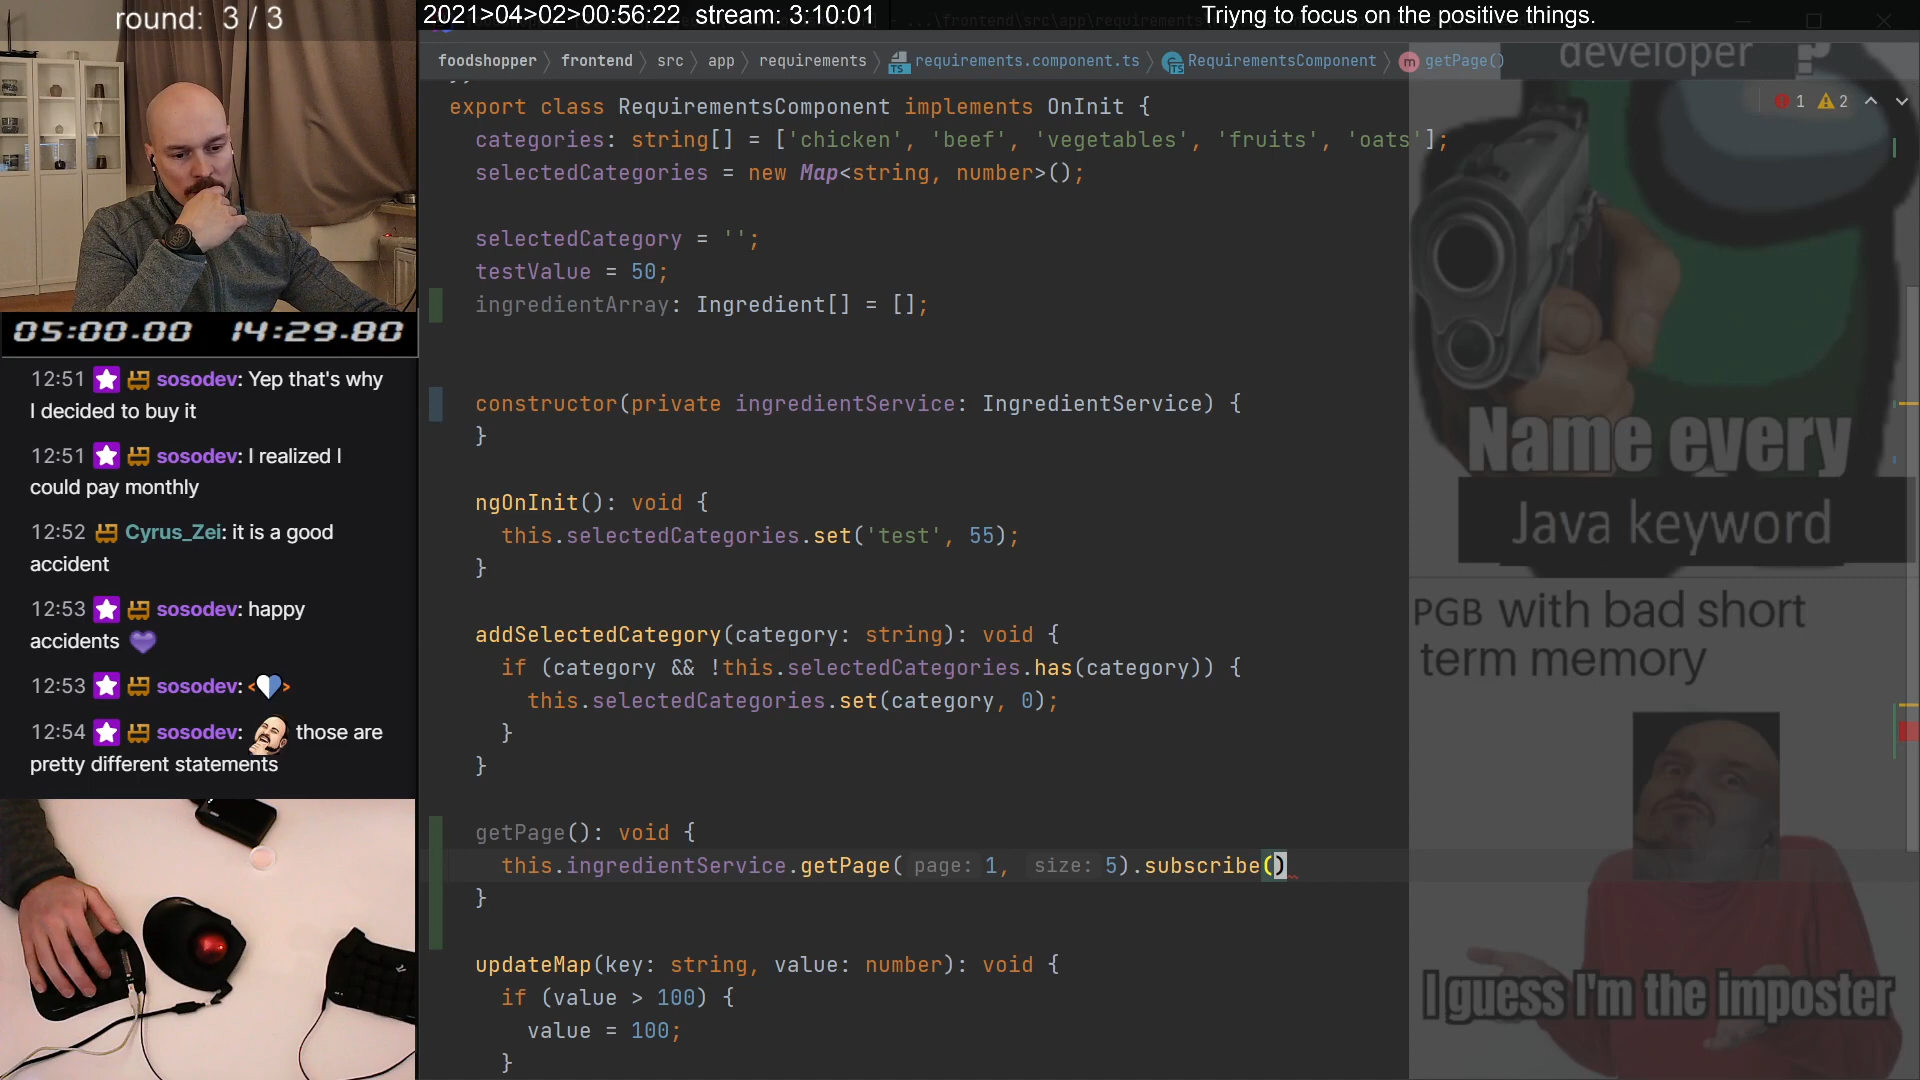 round: 3 / 3
2021>04>02>00:56:22 stream: 3:10:01
Triyng to focus on the positive things.
foodshopper frontend src app requirements requirements.component.ts RequirementsComponent getPage()
05:00.00 14:29.80
12:51 sosodev: Yep that's why
I decided to buy it
12:51 sosodev: I realized I
could pay monthly
12:52 Cyrus_Zei: it is a good
accident
12:53 sosodev: happy
accidents
12:53 sosodev:
12:54 sosodev: those are
pretty different statements
export class RequirementsComponent implements OnInit {
categories: string[] = ['chicken', 'beef', 'vegetables', 'fruits', 'oats'];
selectedCategories = new Map<string, number>();
selectedCategory = '';
testValue = 50;
ingredientArray: Ingredient[] = [];
constructor(private ingredientService: IngredientService) {
}
ngOnInit(): void {
this.selectedCategories.set('test', 55);
}
addSelectedCategory(category: string): void {
if (category && !this.selectedCategories.has(category)) {
this.selectedCategories.set(category, 0);
}
}
getPage(): void {
this.ingredientService.getPage( page: 1, size: 5).subscribe()
}
updateMap(key: string, value: number): void {
if (value > 100) {
value = 100;
}
1 2
developer ?
Name every
Java keyword
PGB with bad short
term memory
I guess I'm the imposter